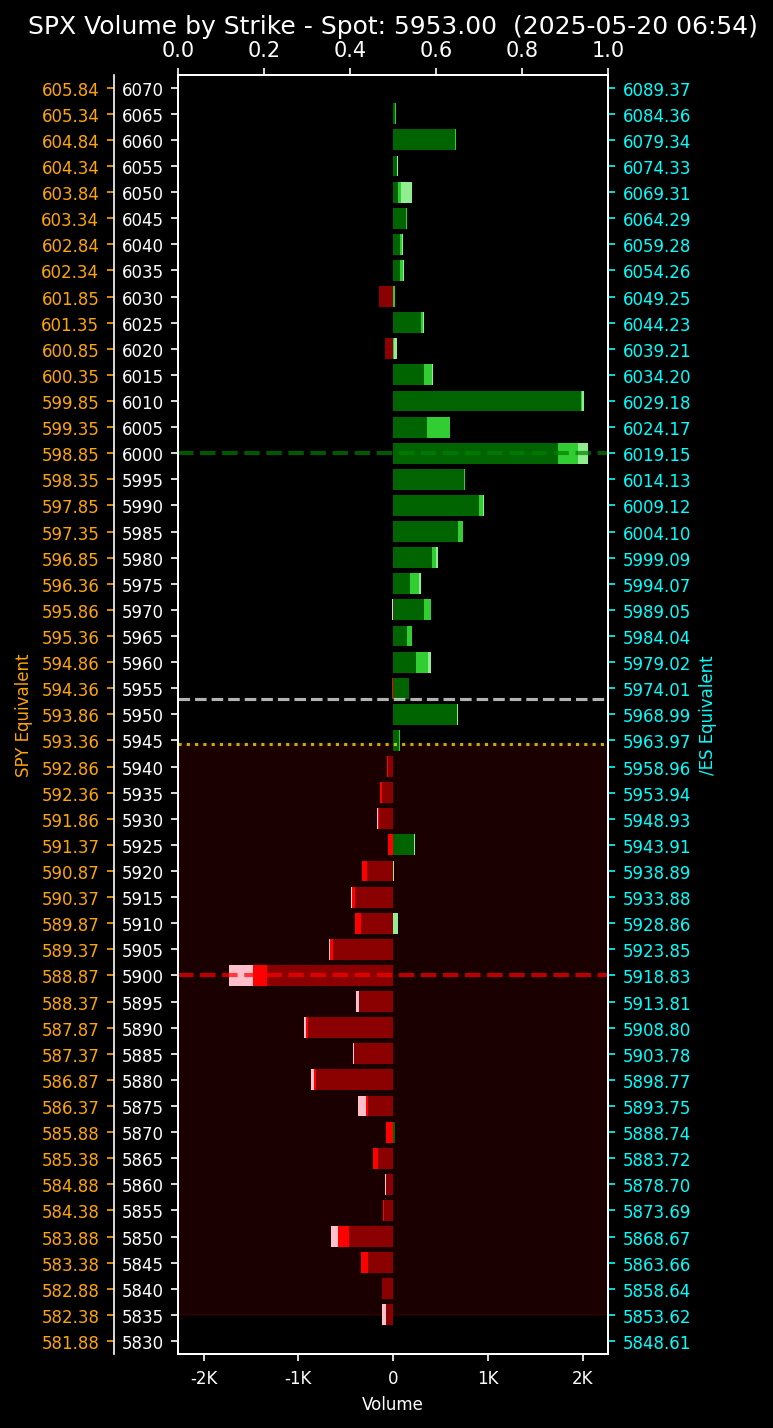 SPX Volume by Strike - Spot: 5953.00  (2025-05-20 06:54)
0.0 0.2 0.4 0.6 0.8 1.0
605.84 6070 6089.37
605.34 6065 6084.36
604.84 6060 6079.34
604.34 6055 6074.33
603.84 6050 6069.31
603.34 6045 6064.29
602.84 6040 6059.28
602.34 6035 6054.26
601.85 6030 6049.25
601.35 6025 6044.23
600.85 6020 6039.21
600.35 6015 6034.20
599.85 6010 6029.18
599.35 6005 6024.17
598.85 6000 6019.15
598.35 5995 6014.13
597.85 5990 6009.12
597.35 5985 6004.10
596.85 5980 5999.09
596.36 5975 5994.07
595.86 5970 5989.05
595.36 5965 5984.04
594.86 5960 5979.02
594.36 5955 5974.01
593.86 5950 5968.99
593.36 5945 5963.97
592.86 5940 5958.96
592.36 5935 5953.94
591.86 5930 5948.93
591.37 5925 5943.91
590.87 5920 5938.89
590.37 5915 5933.88
589.87 5910 5928.86
589.37 5905 5923.85
588.87 5900 5918.83
588.37 5895 5913.81
587.87 5890 5908.80
587.37 5885 5903.78
586.87 5880 5898.77
586.37 5875 5893.75
585.88 5870 5888.74
585.38 5865 5883.72
584.88 5860 5878.70
584.38 5855 5873.69
583.88 5850 5868.67
583.38 5845 5863.66
582.88 5840 5858.64
582.38 5835 5853.62
581.88 5830 5848.61
SPY Equivalent
/ES Equivalent
-2K -1K 0 1K 2K
Volume